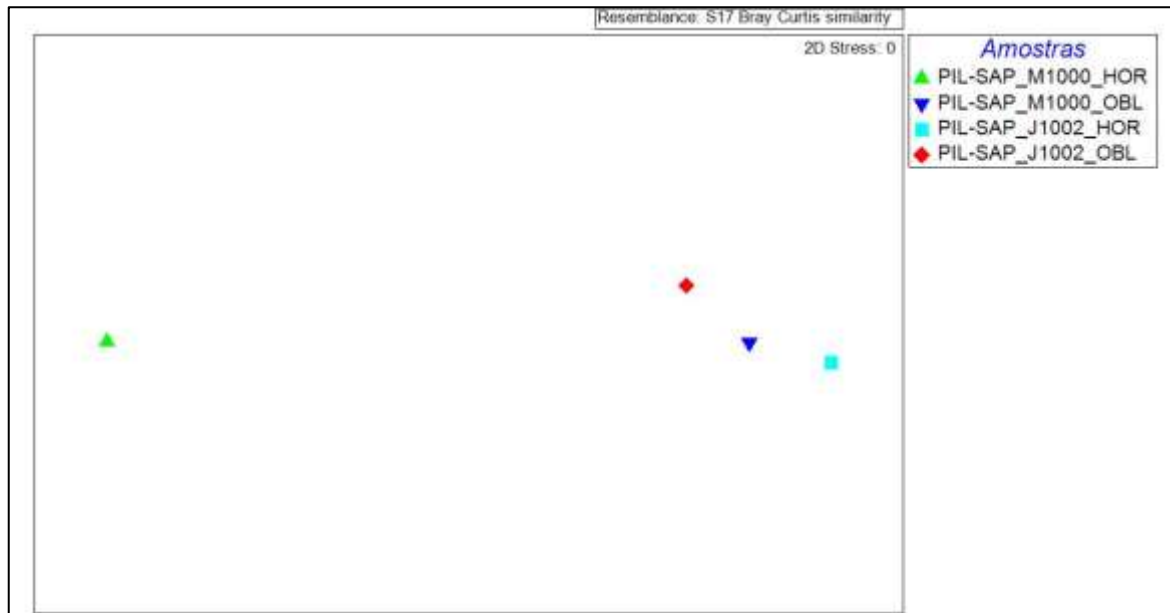 Resemblance: S17 Bray Curtis similarity
2D Stress: 0
Amostras
PIL-SAP_M1000_HOR
PIL-SAP_M1000_OBL
PIL-SAP_J1002_HOR
PIL-SAP_J1002_OBL